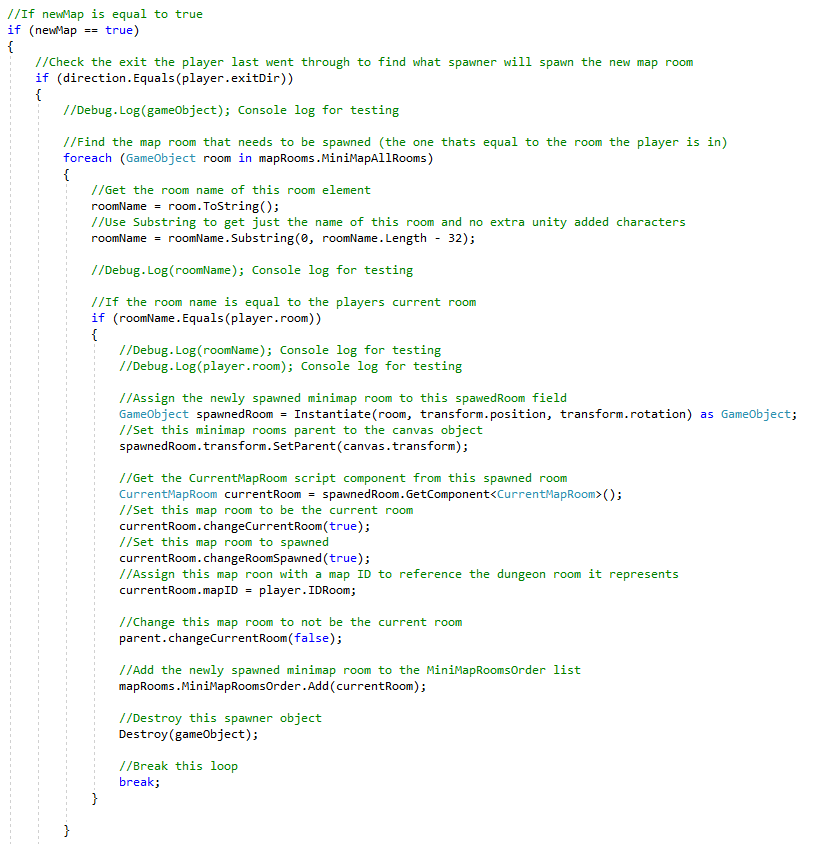 //If newMap is equal to true
if (newMap == true)
{
//Check the exit the player last went through to find what spawner will spawn the new map room
if (direction.Equals(player.exitDir))
{
//Debug.Log(gameObject); Console log for testing
//Find the map room that needs to be spawned (the one thats equal to the room the player is in)
foreach (GameObject room in mapRooms.MiniMapAllRooms)
{
//Get the room name of this room element
roomName = room.ToString();
//Use Substring to get just the name of this room and no extra unity added characters
roomName = roomName.Substring(0, roomName.Length - 32);
//Debug.Log(roomName); Console log for testing
//If the room name is equal to the players current room
if (roomName.Equals(player.room))
{
//Debug.Log(roomName); Console log for testing
//Debug.Log(player.room); Console log for testing
//Assign the newly spawned minimap room to this spawedRoom field
GameObject spawnedRoom = Instantiate(room, transform.position, transform.rotation) as GameObject;
//Set this minimap rooms parent to the canvas object
spawnedRoom.transform.SetParent(canvas.transform);
//Get the CurrentMapRoom script component from this spawned room
CurrentMapRoom currentRoom = spawnedRoom.GetComponent<CurrentMapRoom>();
//Set this map room to be the current room
currentRoom.changeCurrentRoom(true);
//Set this map room to spawned
currentRoom.changeRoomSpawned(true);
//Assign this map roon with a map ID to reference the dungeon room it represents
currentRoom.mapID = player.IDRoom;
//Change this map room to not be the current room
parent.changeCurrentRoom(false);
//Add the newly spawned minimap room to the MiniMapRoomsOrder list
mapRooms.MiniMapRoomsOrder.Add(currentRoom);
//Destroy this spawner object
Destroy(gameObject);
//Break this loop
break;
}
}